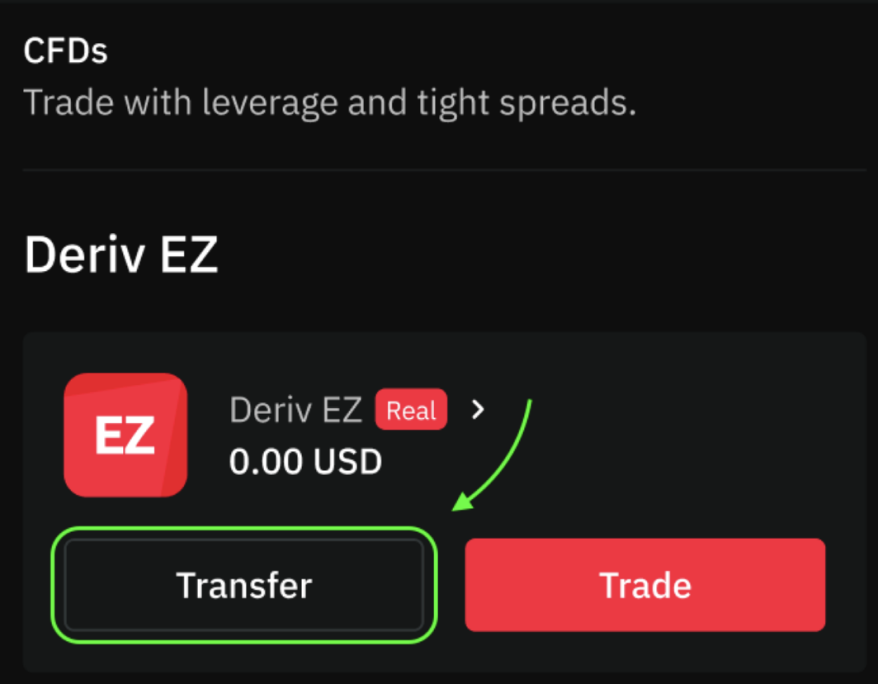 CFDs
Trade with leverage and tight spreads.
Deriv EZ
EZ
Deriv EZ Real
0.00 USD
Transfer
Trade